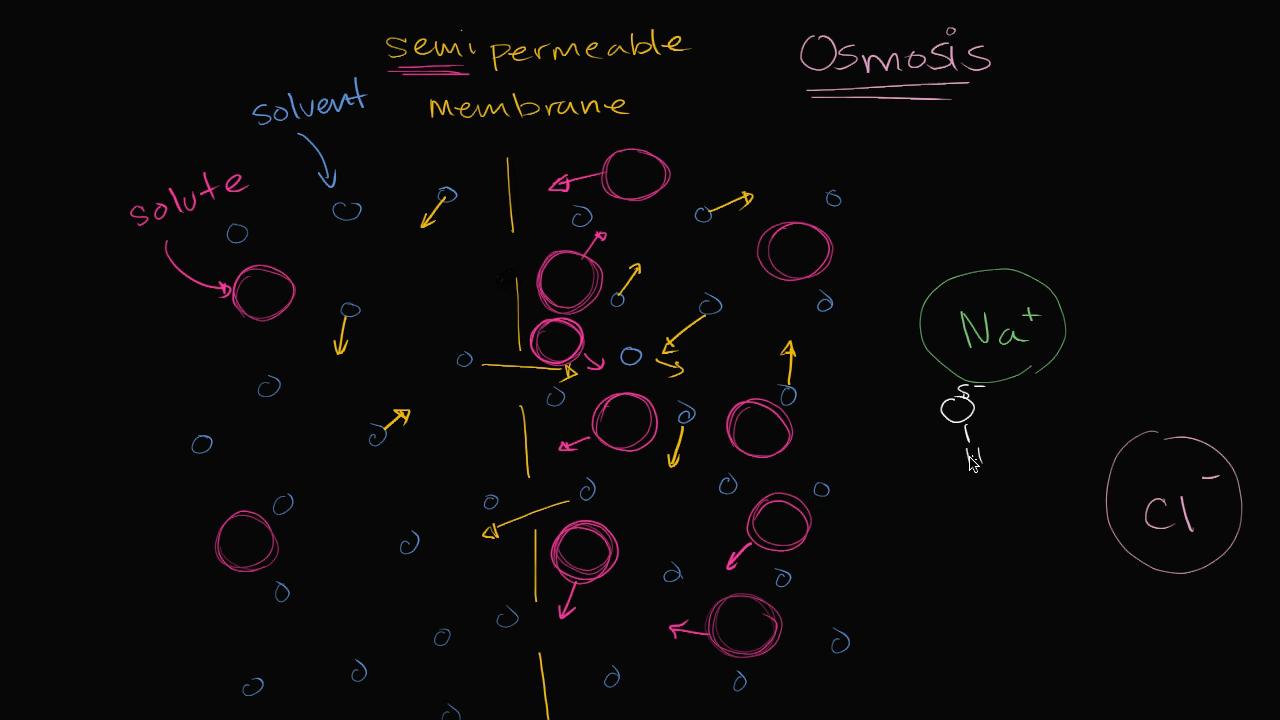 semi permeable
membrane
Osmosis
solvent
solute
Na+
δ-
O
H
Cl-